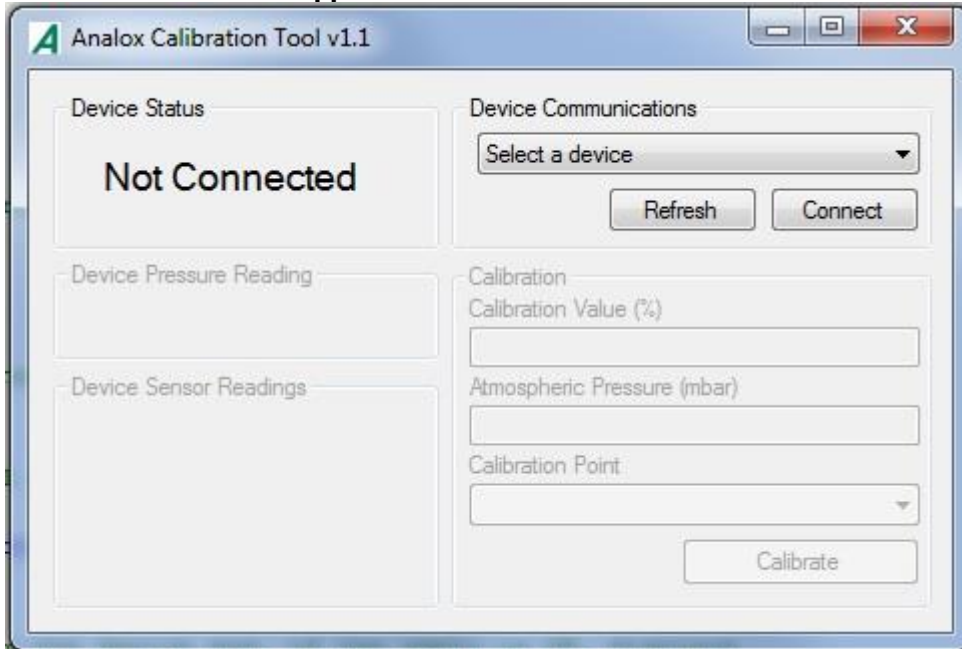 Analox Calibration Tool v1.1
Device Status
Not Connected
Device Communications
Select a device
Refresh
Connect
Device Pressure Reading
Device Sensor Readings
Calibration
Calibration Value (%)
Atmospheric Pressure (mbar)
Calibration Point
Calibrate